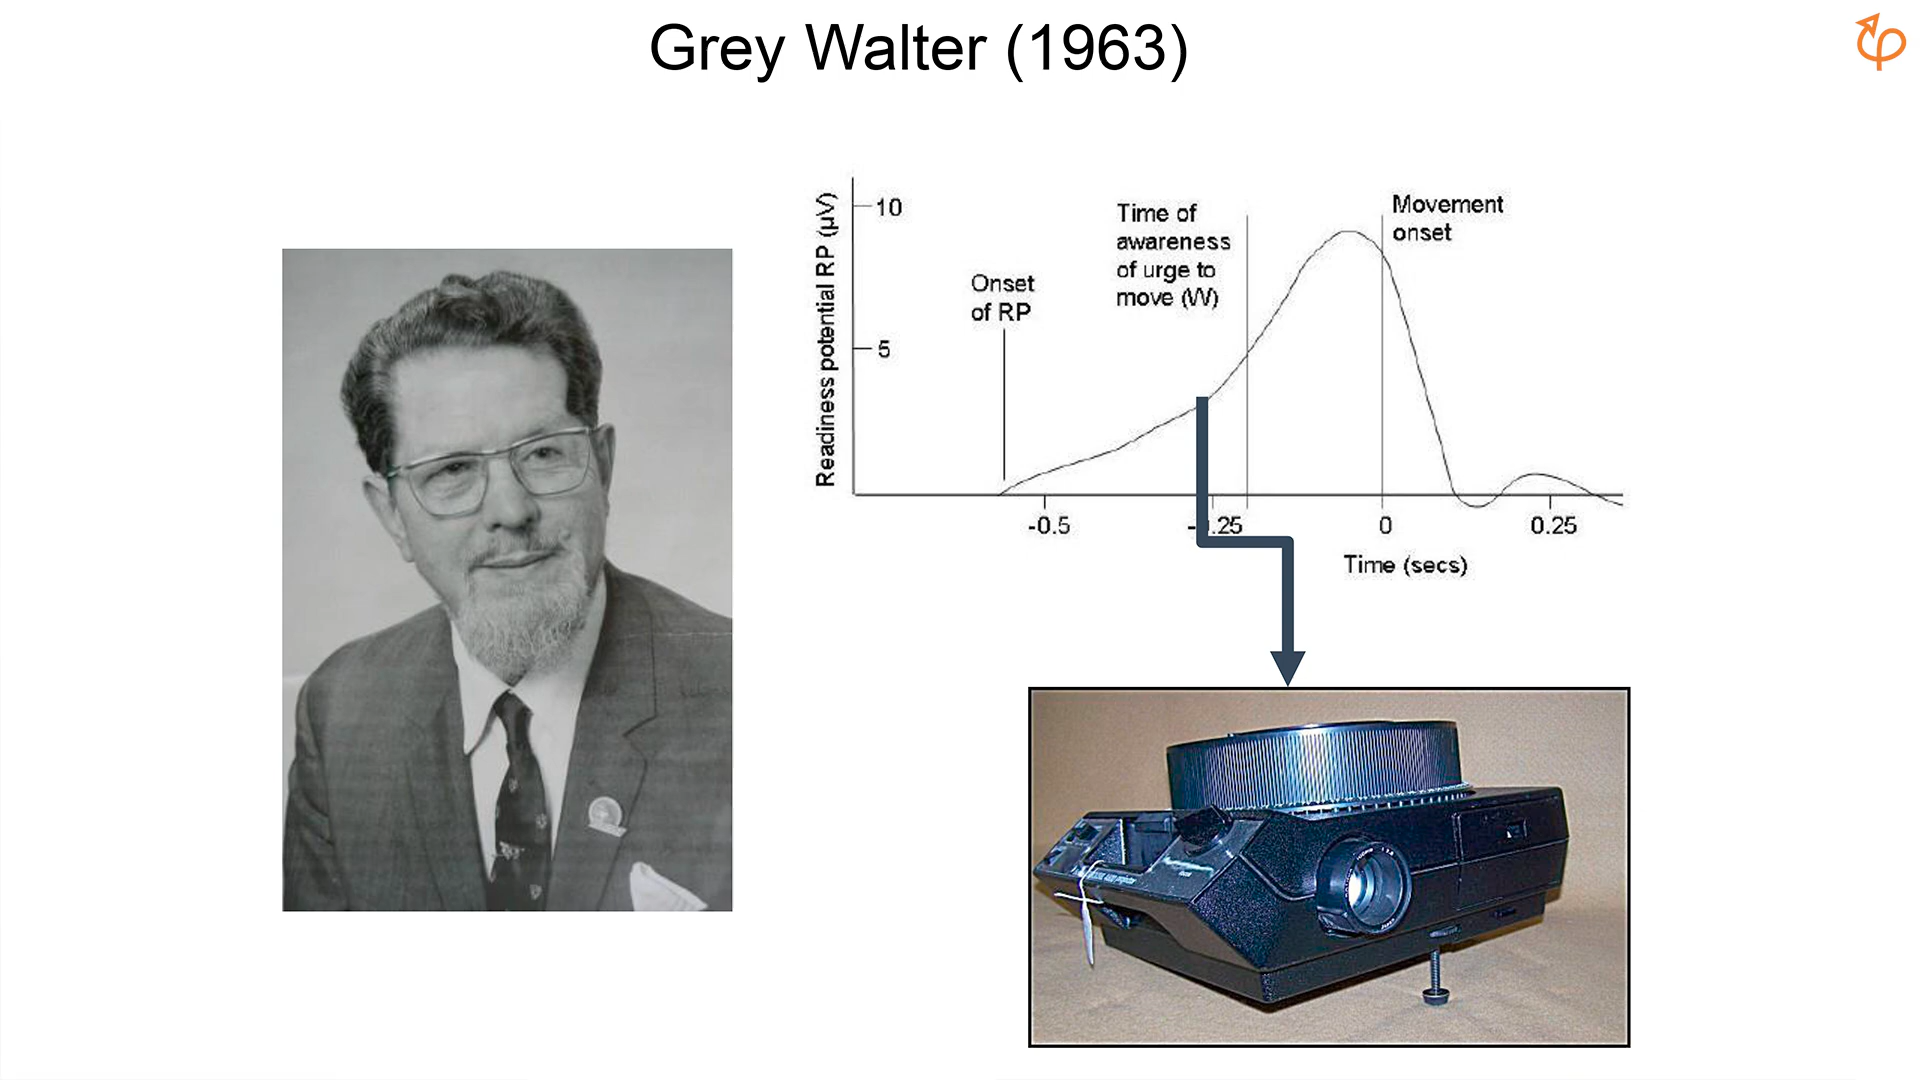 Grey Walter (1963)
Readiness potential RP (µV)
10
5
Onset
of RP
Time of
awareness
of urge to
move (W)
Movement
onset
-0.5
0
0.25
Time (secs)